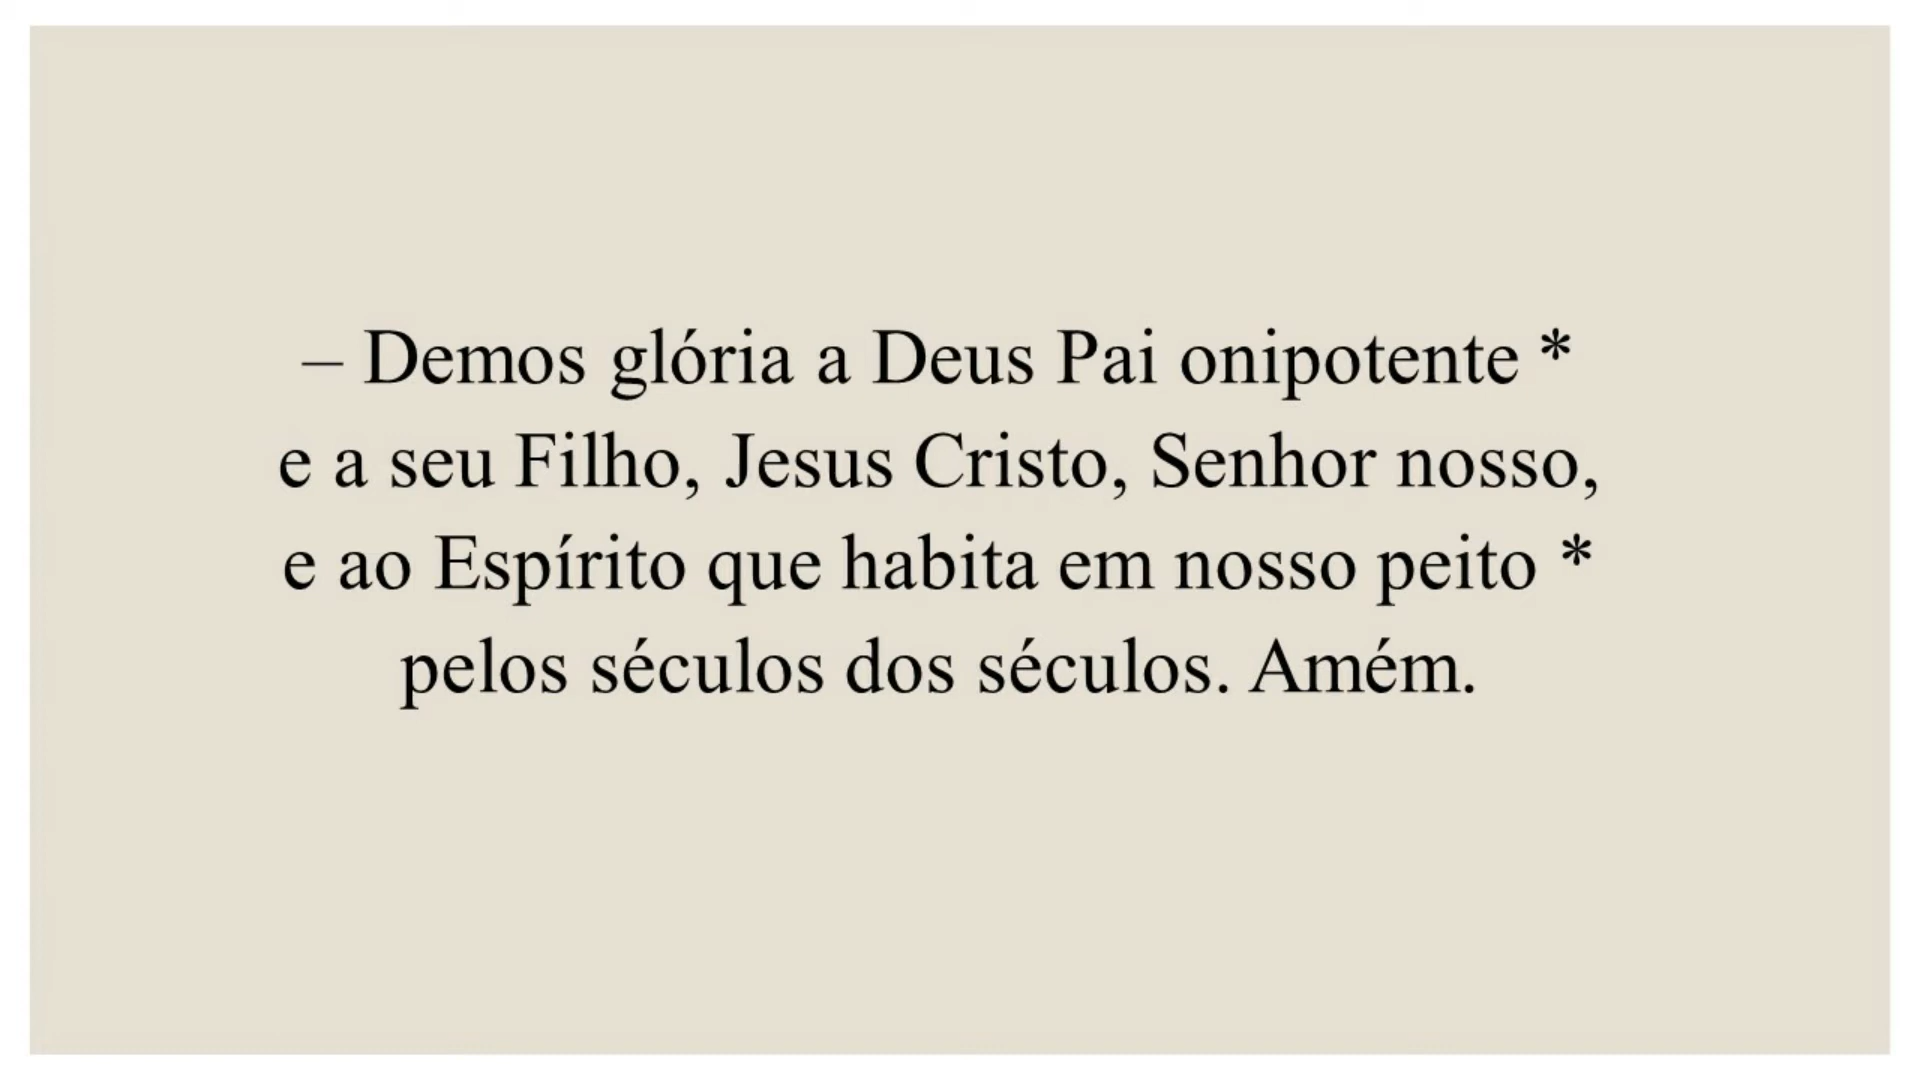 – Demos glória a Deus Pai onipotente *
e a seu Filho, Jesus Cristo, Senhor nosso,
e ao Espírito que habita em nosso peito *
pelos séculos dos séculos. Amém.